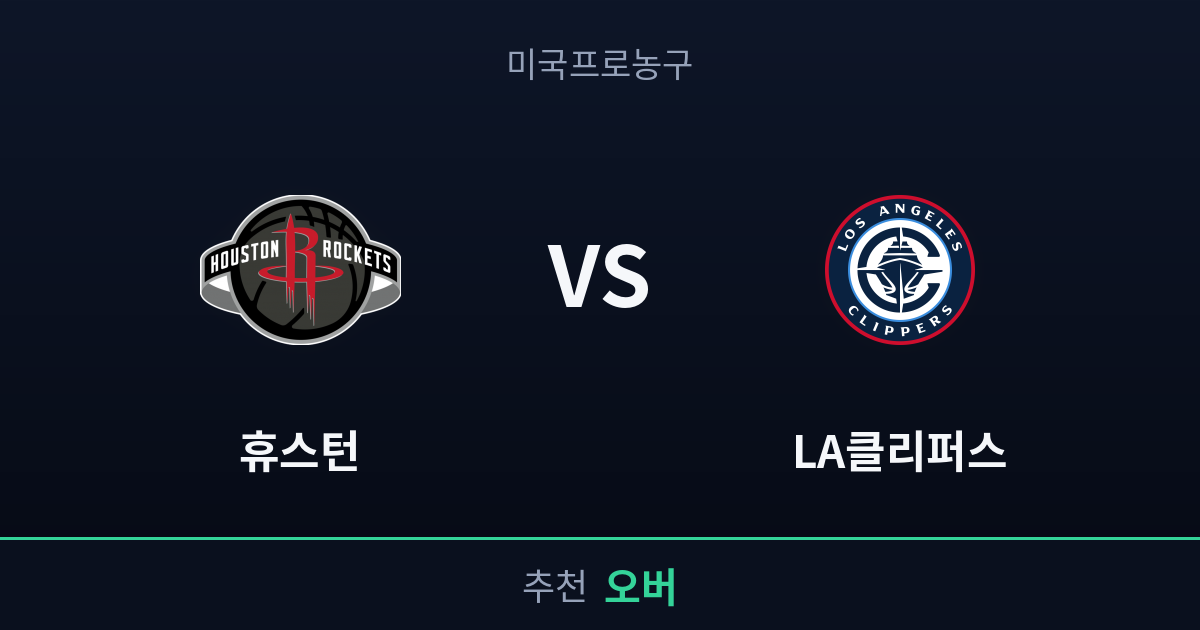 미국프로농구
HOUSTON ROCKETS
VS
LOS ANGELES
CLIPPERS
휴스턴
LA클리퍼스
추천 오버